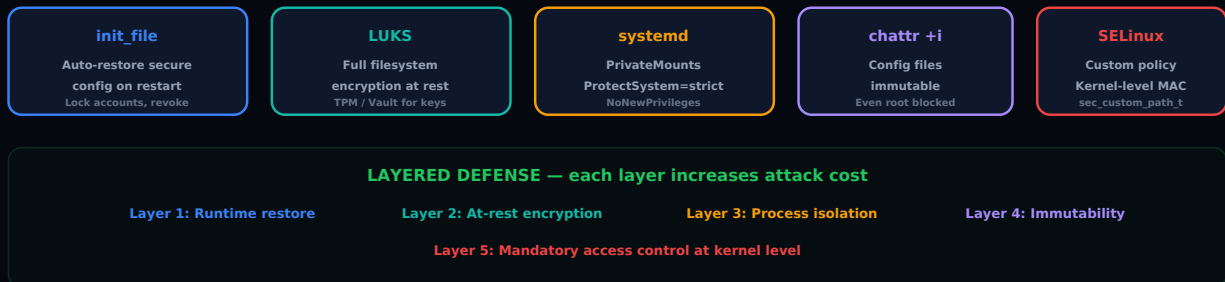 init_file
Auto-restore secure
config on restart
Lock accounts, revoke
LUKS
Full filesystem
encryption at rest
TPM / Vault for keys
systemd
PrivateMounts
ProtectSystem=strict
NoNewPrivileges
chattr +i
Config files
immutable
Even root blocked
SELinux
Custom policy
Kernel-level MAC
sec_custom_path_t
LAYERED DEFENSE — each layer increases attack cost
Layer 1: Runtime restore
Layer 2: At-rest encryption
Layer 3: Process isolation
Layer 4: Immutability
Layer 5: Mandatory access control at kernel level